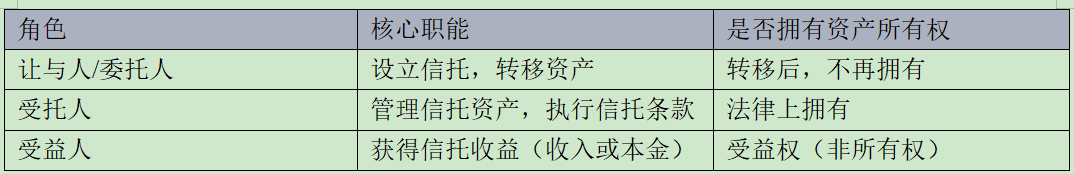 角色 核心职能 是否拥有资产所有权
让与人/委托人 设立信托，转移资产 转移后，不再拥有
受托人 管理信托资产，执行信托条款 法律上拥有
受益人 获得信托收益（收入或本金） 受益权（非所有权）